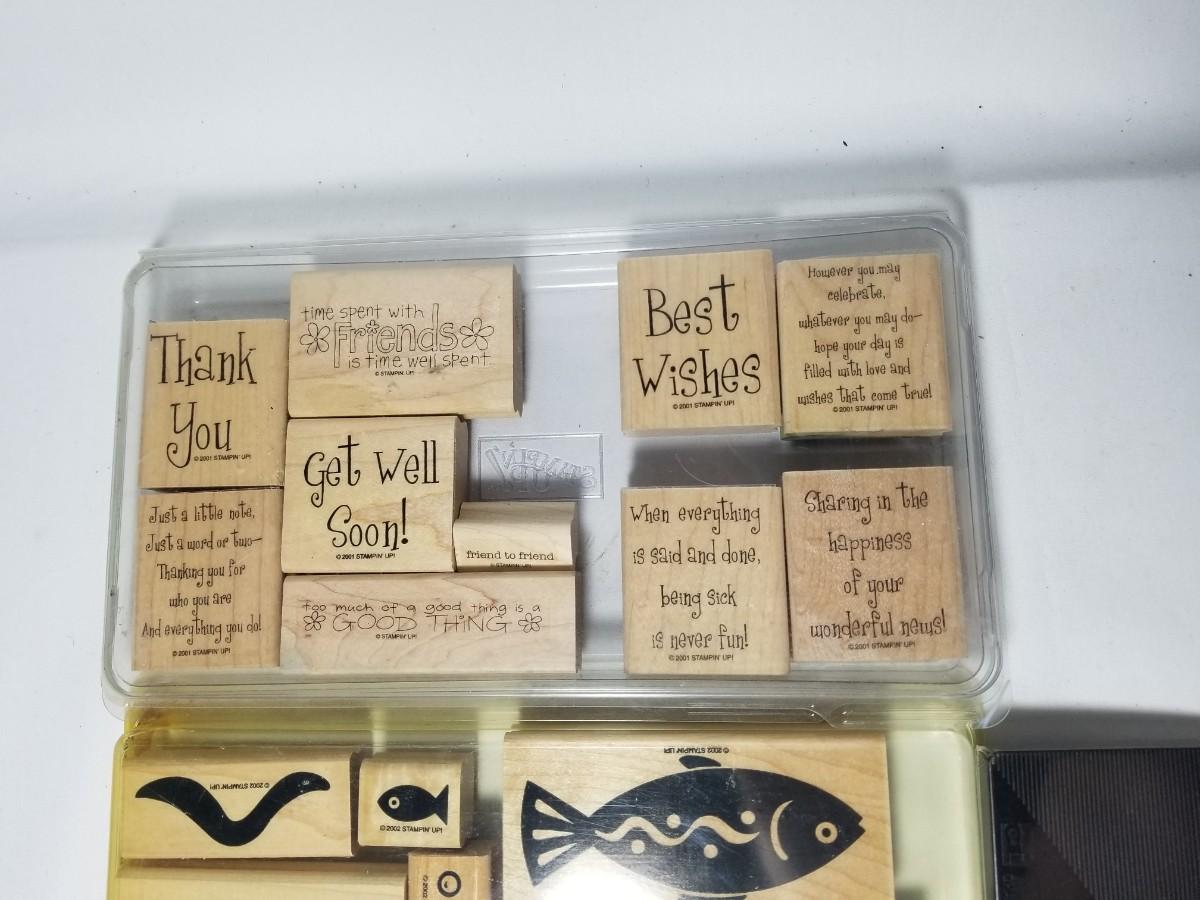 Thank
You
© 2001 STAMPIN' UP!
time spent with
friends
is time well spent.
© STAMPIN' UP!
Get Well
Soon!
© 2001 STAMPIN' UP!
Just a little note,
Just a word or two—
Thanking you for
who you are
And everything you do!
© 2001 STAMPIN' UP!
friend to friend
© STAMPIN' UP!
too much of a good thing is a
GOOD THING
© STAMPIN' UP!
STAMPIN' UP!
Best
Wishes
© 2001 STAMPIN' UP!
However you may
celebrate,
whatever you may do—
hope your day is
filled with love and
wishes that come true!
© 2001 STAMPIN' UP!
When everything
is said and done,
being sick
is never fun!
© 2001 STAMPIN' UP!
Sharing in the
happiness
of your
wonderful news!
© 2001 STAMPIN' UP!
© 2002 STAMPIN' UP!
© 2002 STAMPIN' UP!
© 2002 STAMPIN' UP!
© 2002